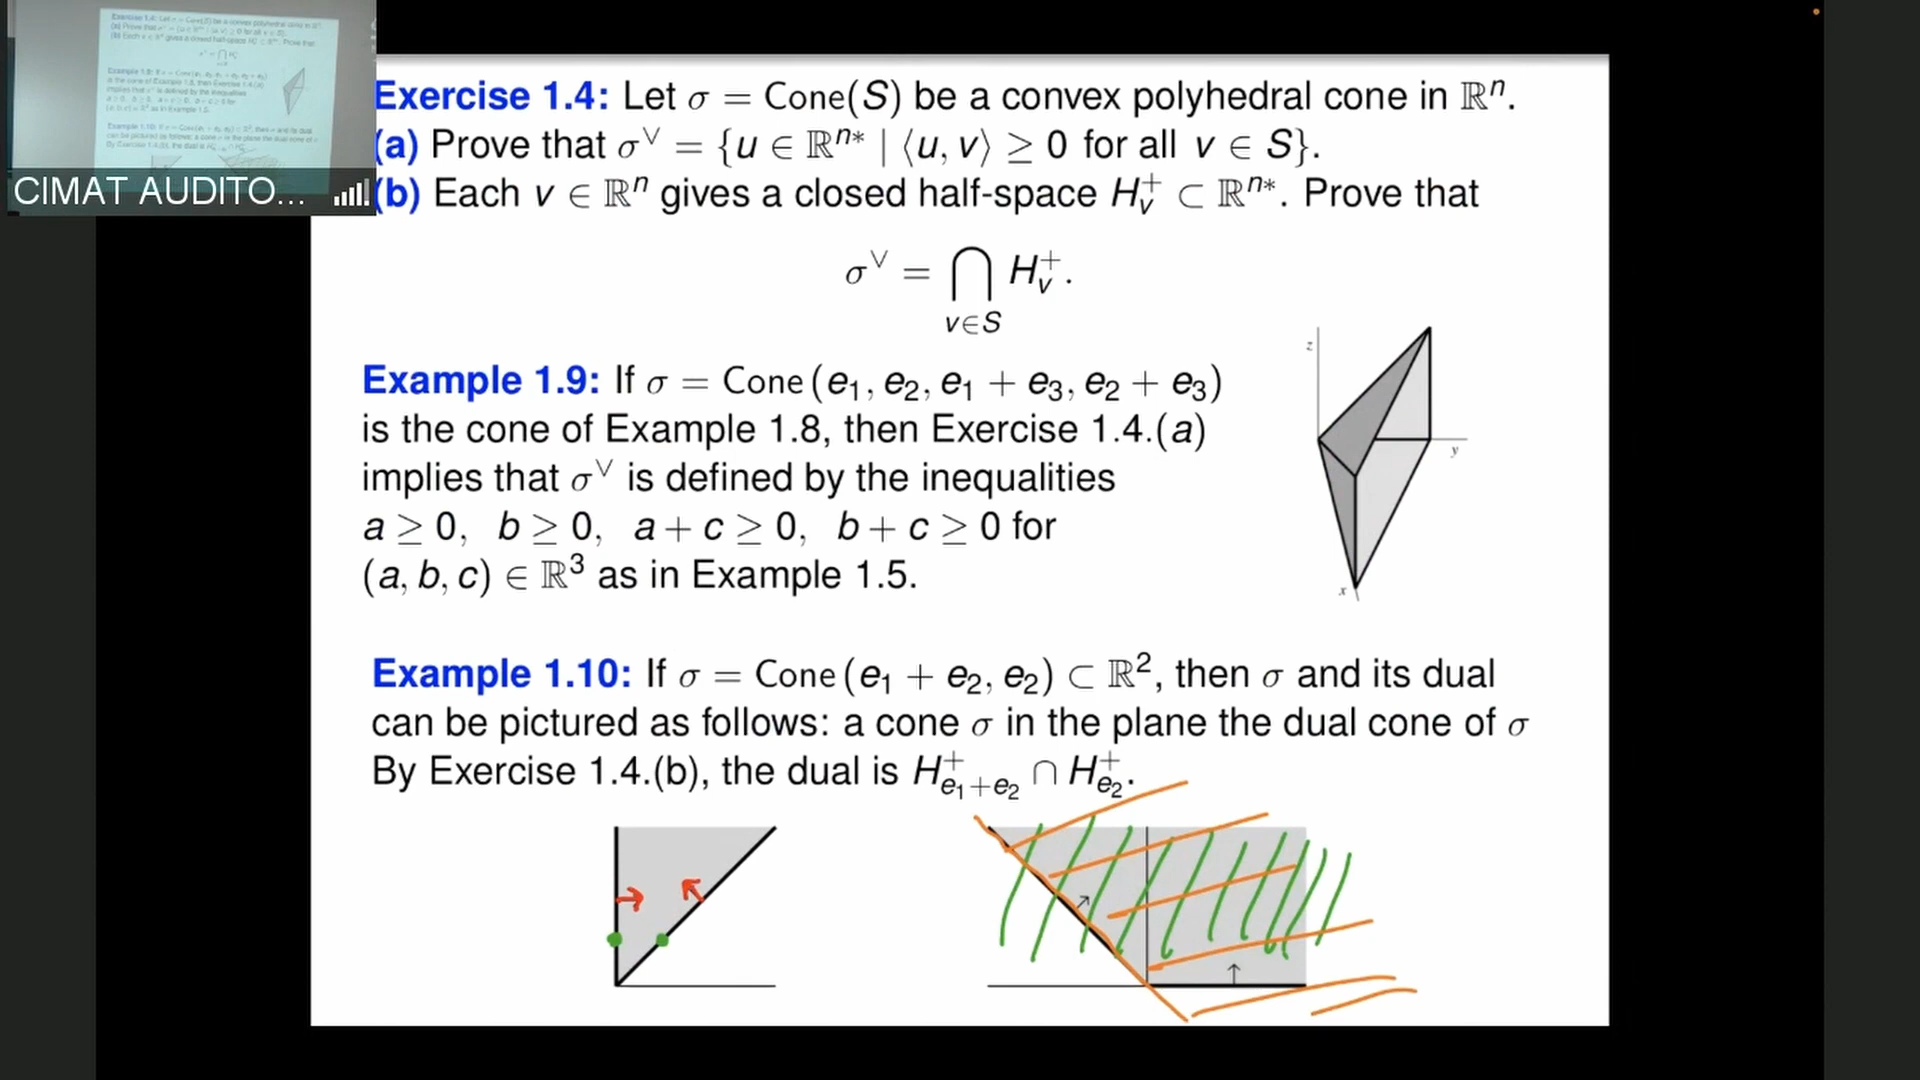 Exercise 1.4: Let σ = Cone(S) be a convex polyhedral cone in ℝⁿ.
(a) Prove that σ^∨ = {u ∈ ℝⁿ* | ⟨u, v⟩ ≥ 0 for all v ∈ S}.
CIMAT AUDITO...
(b) Each v ∈ ℝⁿ gives a closed half-space H_v^+ ⊂ ℝⁿ*. Prove that
σ^∨ = ⋂_{v∈S} H_v^+.
Example 1.9: If σ = Cone(e₁, e₂, e₁ + e₃, e₂ + e₃)
is the cone of Example 1.8, then Exercise 1.4.(a)
implies that σ^∨ is defined by the inequalities
a ≥ 0, b ≥ 0, a + c ≥ 0, b + c ≥ 0 for
(a, b, c) ∈ ℝ³ as in Example 1.5.
z
y
x
Example 1.10: If σ = Cone(e₁ + e₂, e₂) ⊂ ℝ², then σ and its dual
can be pictured as follows: a cone σ in the plane the dual cone of σ
By Exercise 1.4.(b), the dual is H_{e₁+e₂}^+ ∩ H_{e₂}^+.